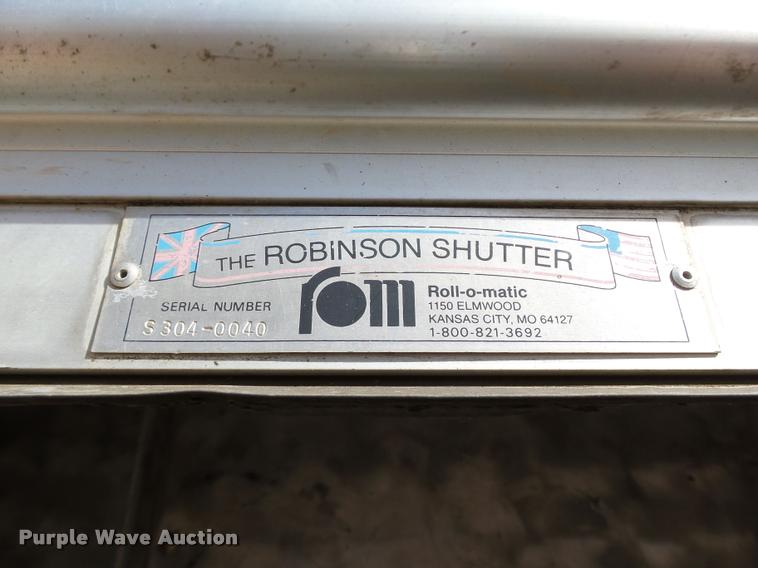 THE ROBINSON SHUTTER
SERIAL NUMBER
S304-0040
rom
Roll-o-matic
1150 ELMWOOD
KANSAS CITY, MO 64127
1-800-821-3692
Purple Wave Auction